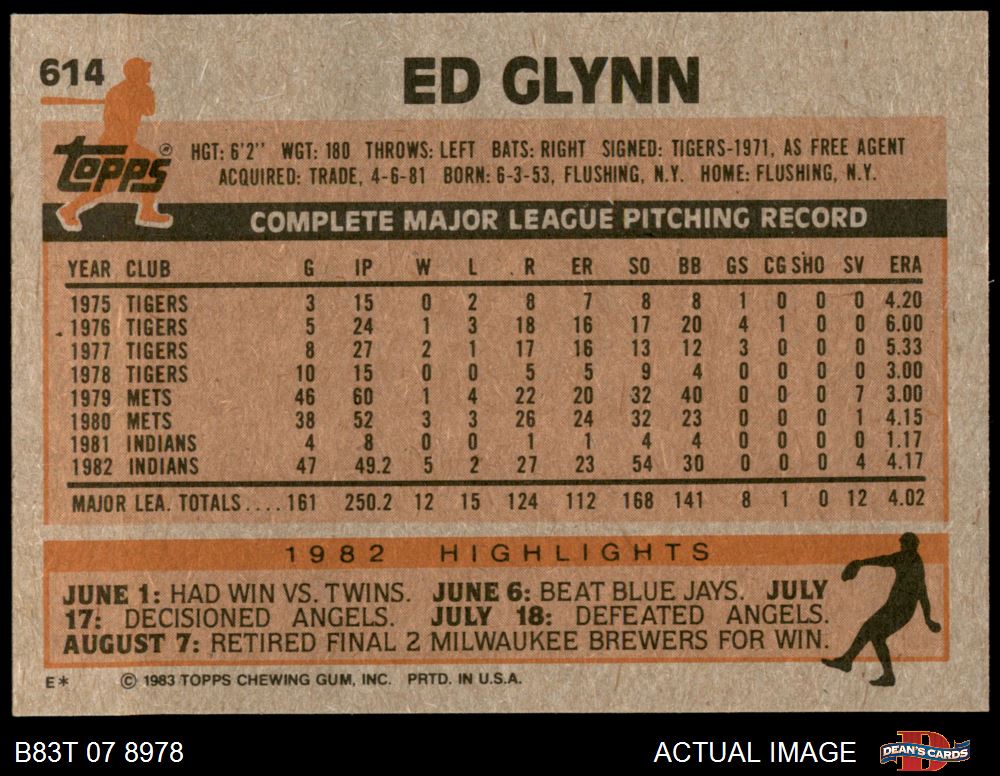 614 ED GLYNN
Topps®
HGT: 6'2" WGT: 180 THROWS: LEFT BATS: RIGHT SIGNED: TIGERS-1971, AS FREE AGENT
ACQUIRED: TRADE, 4-6-81 BORN: 6-3-53, FLUSHING, N.Y. HOME: FLUSHING, N.Y.
COMPLETE MAJOR LEAGUE PITCHING RECORD
YEAR CLUB G IP W L R ER SO BB GS CG SHO SV ERA
1975 TIGERS 3 15 0 2 8 7 8 8 1 0 0 0 4.20
1976 TIGERS 5 24 1 3 18 16 17 20 4 1 0 0 6.00
1977 TIGERS 8 27 2 1 17 16 13 12 3 0 0 0 5.33
1978 TIGERS 10 15 0 0 5 5 9 4 0 0 0 0 3.00
1979 METS 46 60 1 4 22 20 32 40 0 0 0 7 3.00
1980 METS 38 52 3 3 26 24 32 23 0 0 0 1 4.15
1981 INDIANS 4 8 0 0 1 1 4 4 0 0 0 0 1.17
1982 INDIANS 47 49.2 5 2 27 23 54 30 0 0 0 4 4.17
MAJOR LEA. TOTALS....161 250.2 12 15 124 112 168 141 8 1 0 12 4.02
1982 HIGHLIGHTS
JUNE 1: HAD WIN VS. TWINS. JUNE 6: BEAT BLUE JAYS. JULY
17: DECISIONED ANGELS. JULY 18: DEFEATED ANGELS.
AUGUST 7: RETIRED FINAL 2 MILWAUKEE BREWERS FOR WIN.
E* © 1983 TOPPS CHEWING GUM, INC. PRTD. IN U.S.A.
B83T 07 8978 ACTUAL IMAGE D DEAN'S CARDS